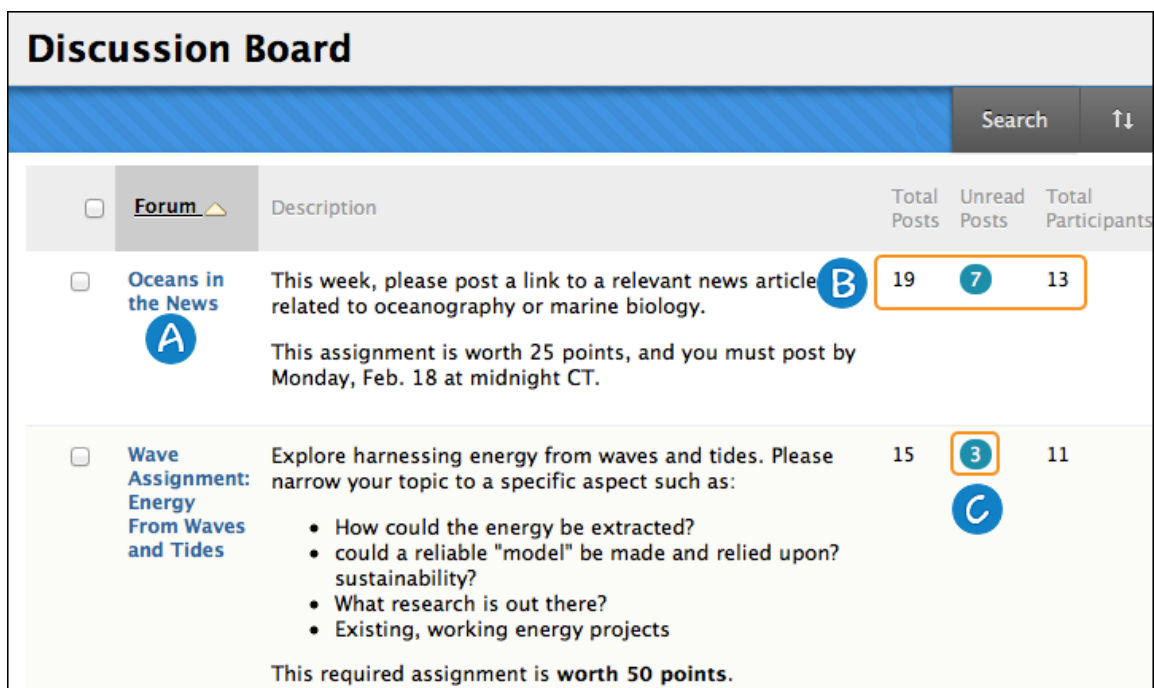 Discussion Board
Search ↑↓
Forum Description Total Posts Unread Posts Total Participants
Oceans in
the News
A
This week, please post a link to a relevant news article
related to oceanography or marine biology.
This assignment is worth 25 points, and you must post by
Monday, Feb. 18 at midnight CT.
B
19 7 13
Wave
Assignment:
Energy
From Waves
and Tides
Explore harnessing energy from waves and tides. Please
narrow your topic to a specific aspect such as:
• How could the energy be extracted?
• could a reliable "model" be made and relied upon?
sustainability?
• What research is out there?
• Existing, working energy projects
This required assignment is worth 50 points.
15 3 11
C